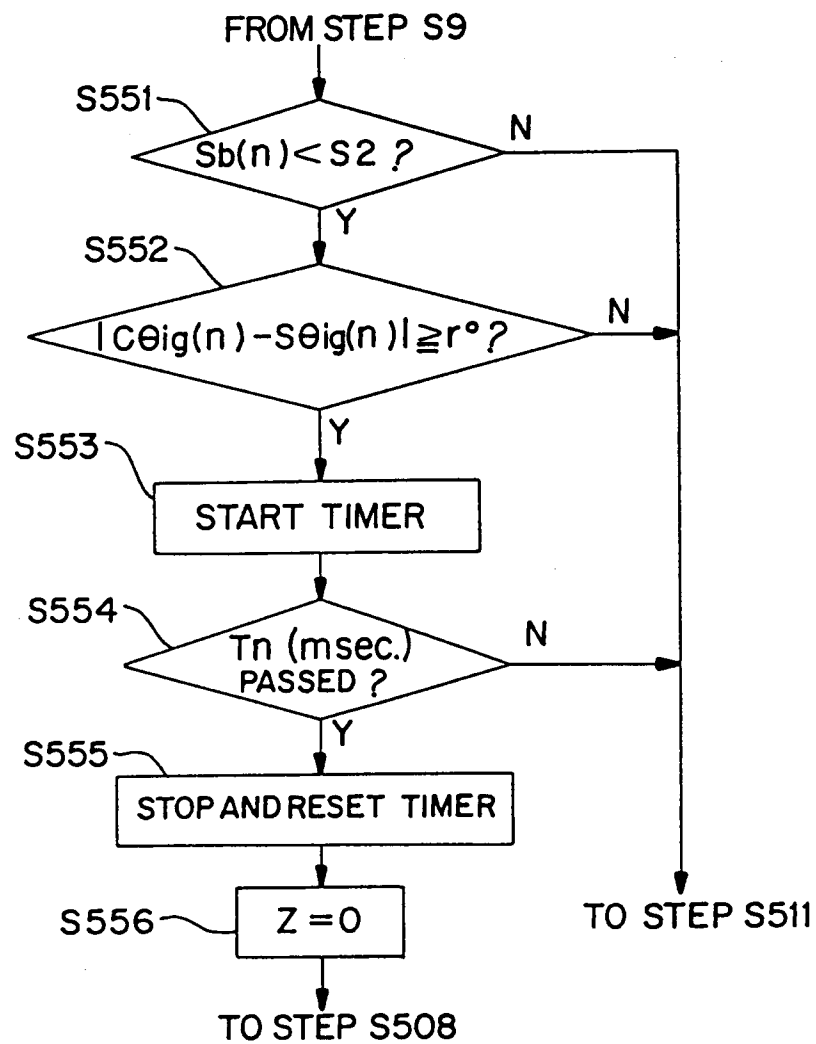 FROM STEP S9
S551
Sb(n)<S2 ?
N
Y
S552
|Cθig(n)-Sθig(n)|≧r° ?
N
Y
S553
START TIMER
S554
Tn (msec.)
PASSED ?
N
Y
S555
STOP AND RESET TIMER
S556
Z=0
TO STEP S511
TO STEP S508